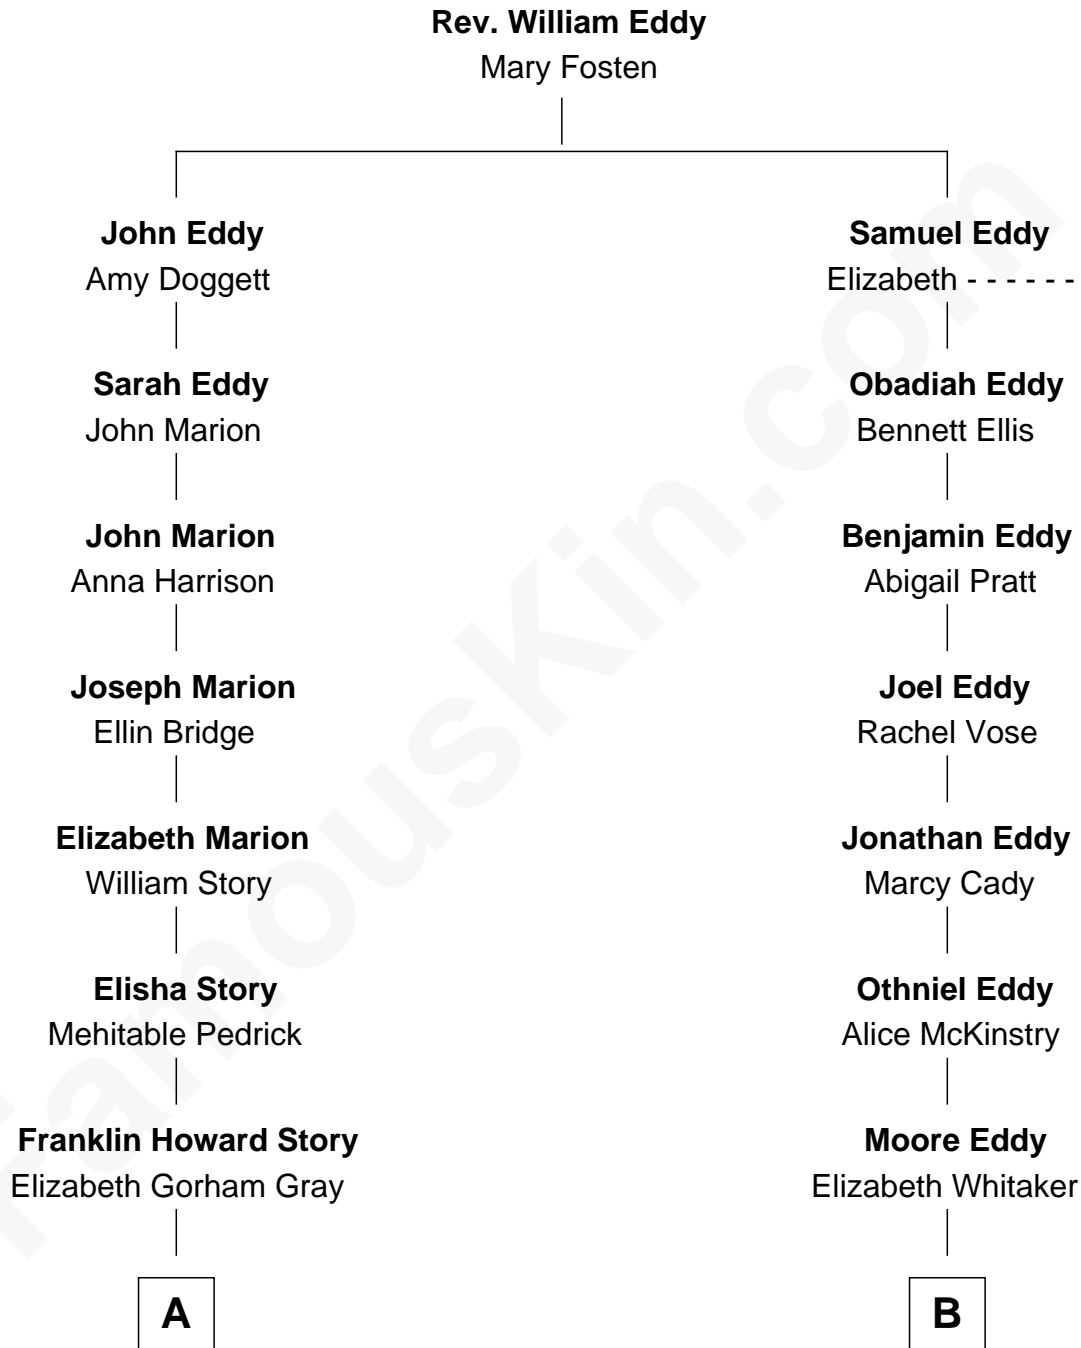 Rev. William Eddy
Mary Fosten
John Eddy
Amy Doggett
Samuel Eddy
Elizabeth - - - - - -
Sarah Eddy
John Marion
Obadiah Eddy
Bennett Ellis
John Marion
Anna Harrison
Benjamin Eddy
Abigail Pratt
Joseph Marion
Ellin Bridge
Joel Eddy
Rachel Vose
Elizabeth Marion
William Story
Jonathan Eddy
Marcy Cady
Elisha Story
Mehitable Pedrick
Othniel Eddy
Alice McKinstry
Franklin Howard Story
Elizabeth Gorham Gray
Moore Eddy
Elizabeth Whitaker
A
B
FamousKin.com